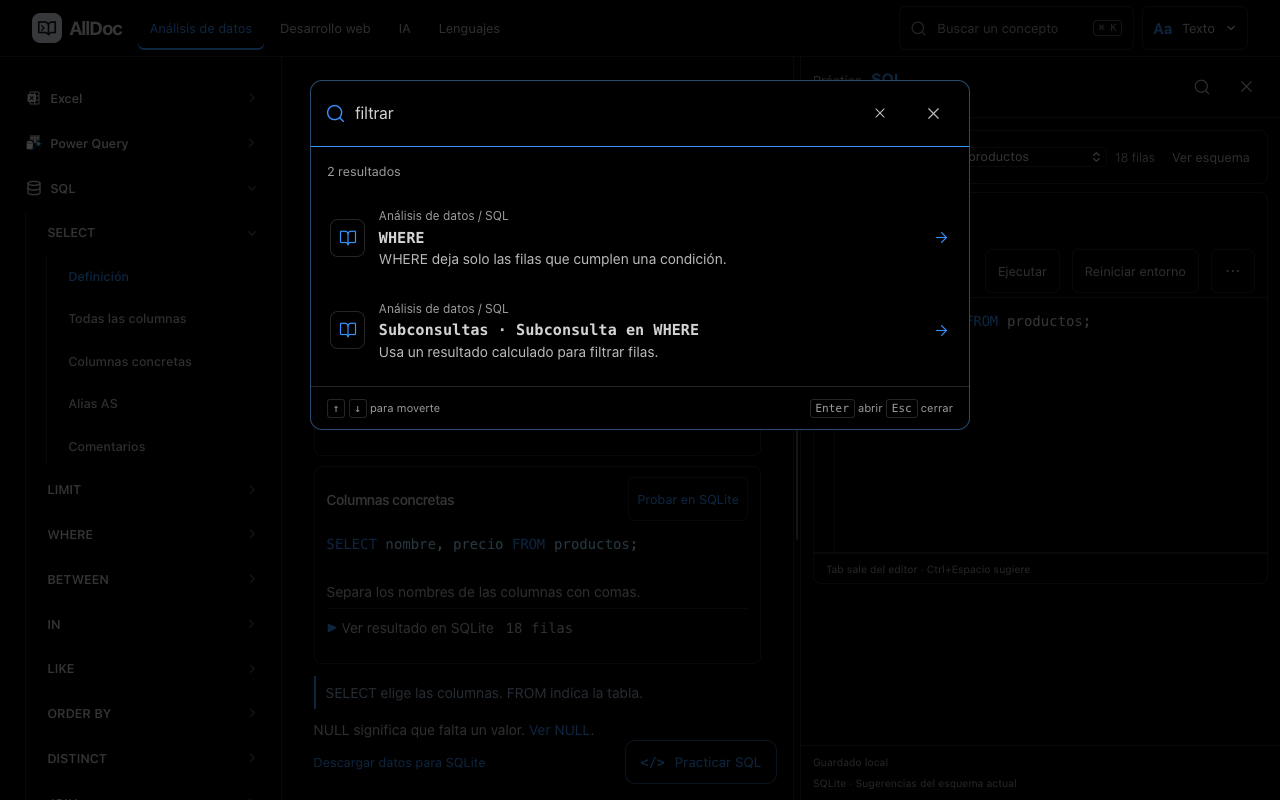 AllDoc
Análisis de datos
Desarrollo web
IA
Lenguajes
Buscar un concepto
⌘ K
Aa Texto
Excel
Power Query
SQL
SELECT
Definición
Todas las columnas
Columnas concretas
Alias AS
Comentarios
LIMIT
WHERE
BETWEEN
IN
LIKE
ORDER BY
DISTINCT
filtrar
2 resultados
Análisis de datos / SQL
WHERE
WHERE deja solo las filas que cumplen una condición.
Análisis de datos / SQL
Subconsultas · Subconsulta en WHERE
Usa un resultado calculado para filtrar filas.
↑ ↓ para moverte
Enter abrir Esc cerrar
Columnas concretas
Probar en SQLite
SELECT nombre, precio FROM productos;
Separa los nombres de las columnas con comas.
Ver resultado en SQLite 18 filas
SELECT elige las columnas. FROM indica la tabla.
NULL significa que falta un valor. Ver NULL.
Descargar datos para SQLite
</> Practicar SQL
SQL
productos
18 filas
Ver esquema
Ejecutar
Reiniciar entorno
···
FROM productos;
Tab sale del editor · Ctrl+Espacio sugiere
Guardado local
SQLite · Sugerencias del esquema actual